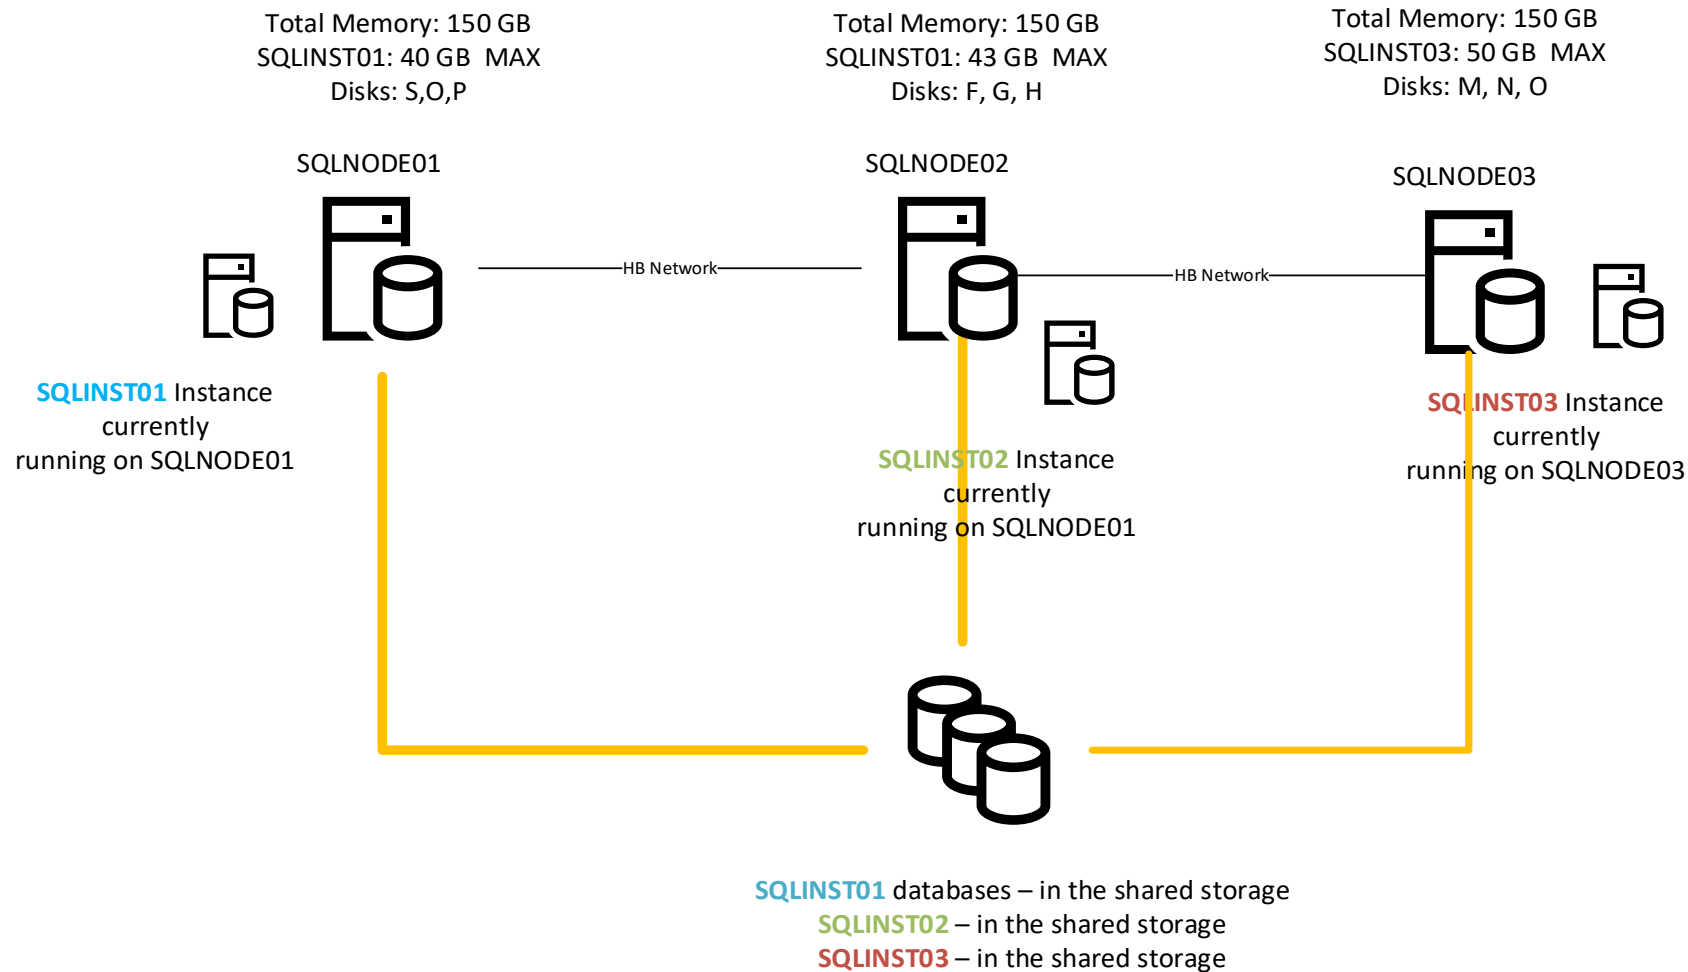 Total Memory: 150 GB
SQLINST01: 40 GB MAX
Disks: S,O,P
Total Memory: 150 GB
SQLINST01: 43 GB MAX
Disks: F, G, H
Total Memory: 150 GB
SQLINST03: 50 GB MAX
Disks: M, N, O
SQLNODE01
SQLNODE02
SQLNODE03
HB Network
HB Network
SQLINST01 Instance
currently
running on SQLNODE01
SQLINST02 Instance
currently
running on SQLNODE01
SQLINST03 Instance
currently
running on SQLNODE03
SQLINST01 databases – in the shared storage
SQLINST02 – in the shared storage
SQLINST03 – in the shared storage